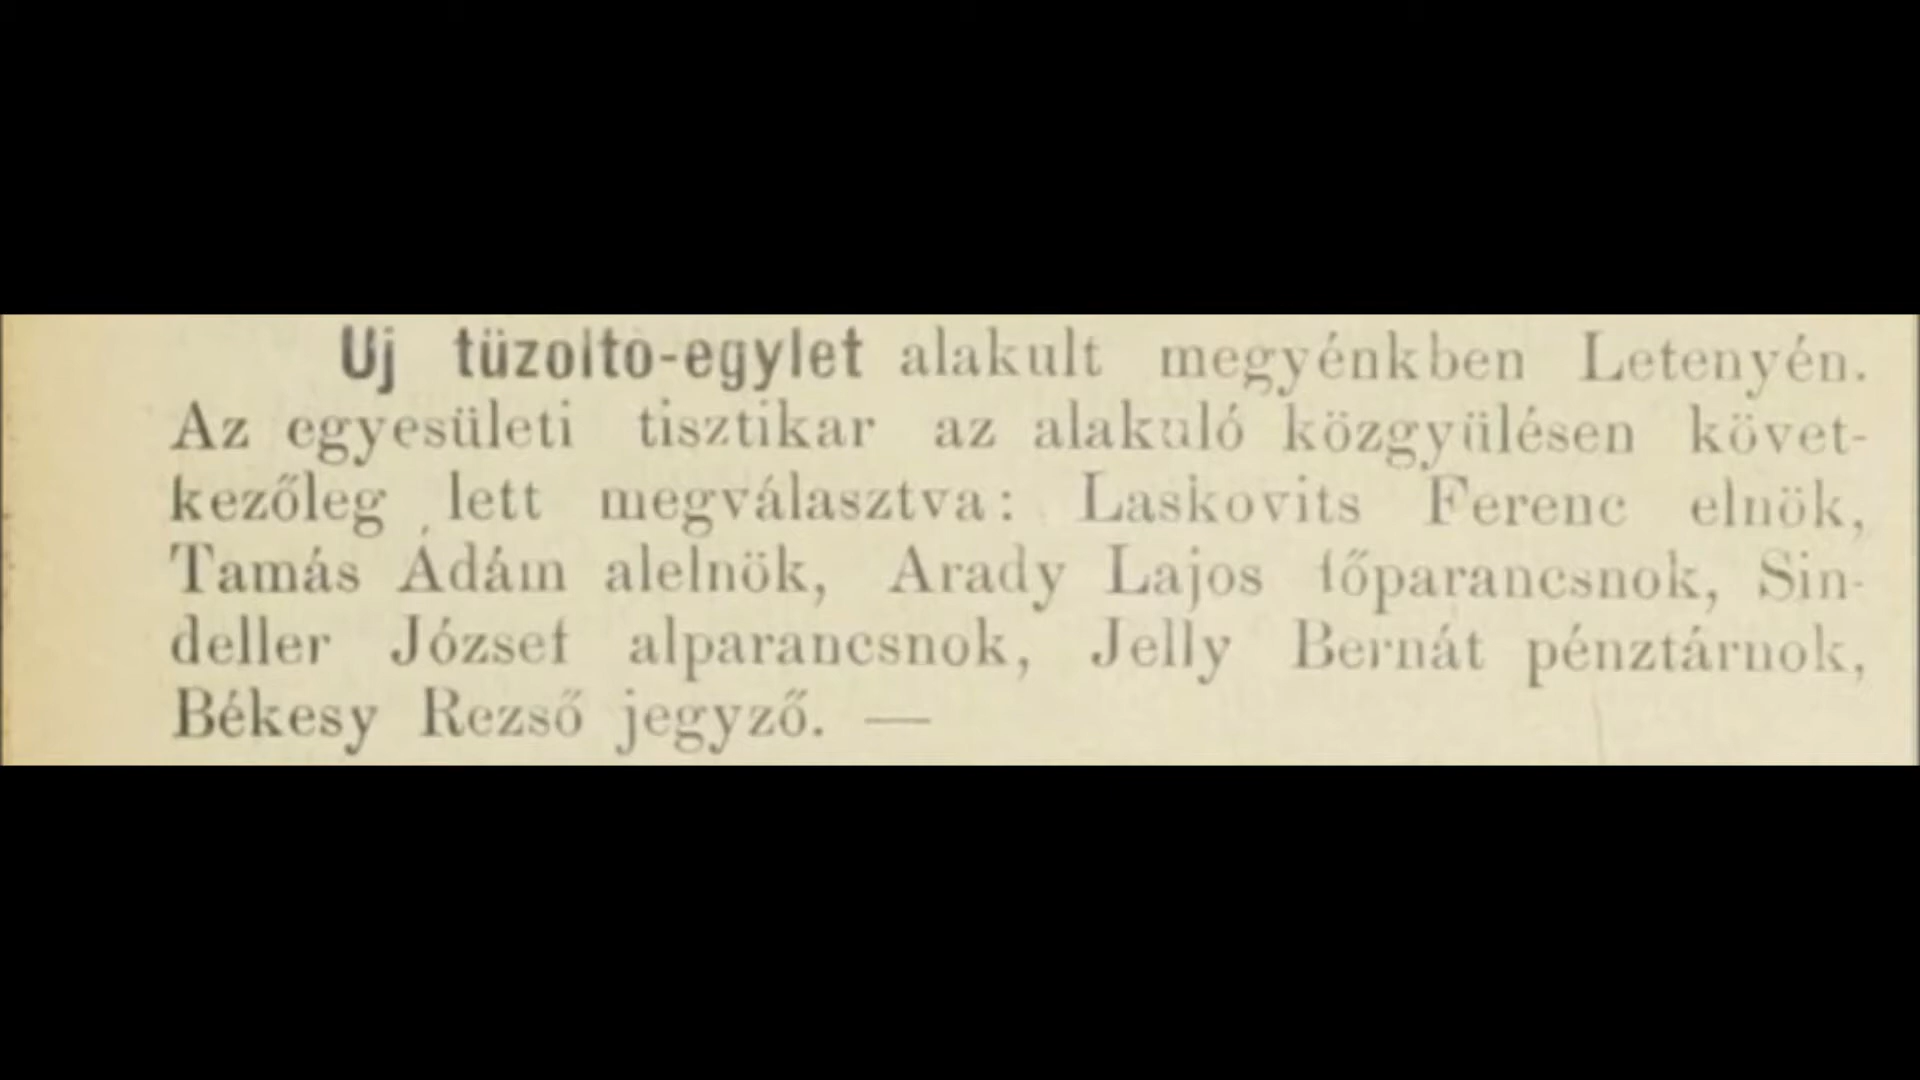 Uj tüzolto-egylet alakult megyénkben Letenyén.
Az egyesületi tisztikar az alakuló közgyülésen követ-
kezőleg lett megválasztva: Laskovits Ferenc elnök,
Tamás Ádám alelnök, Arady Lajos főparancsnok, Sin-
deller József alparancsnok, Jelly Bernát pénztárnok,
Békesy Rezső jegyző. —